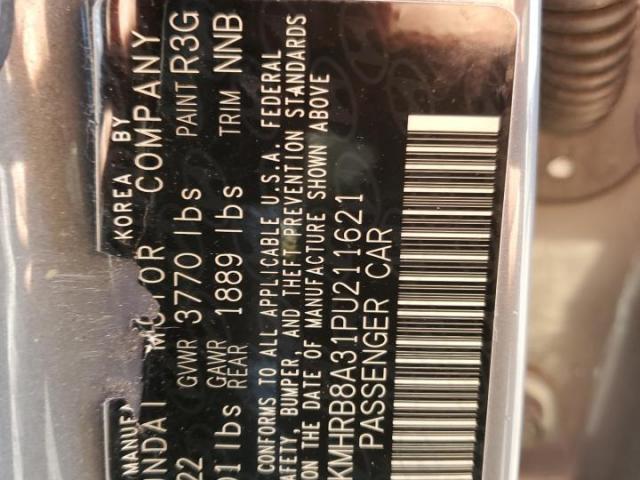 MANUF KOREA BY
UNDAI MOTOR COMPANY
22 GVWR 3770 lbs PAINT R3G
01 lbs GAWR REAR 1889 lbs TRIM NNB
CONFORMS TO ALL APPLICABLE U.S.A. FEDERAL
AFETY, BUMPER, AND THEFT PREVENTION STANDARDS
ON THE DATE OF MANUFACTURE SHOWN ABOVE
KMHRB8A31PU211621
PASSENGER CAR